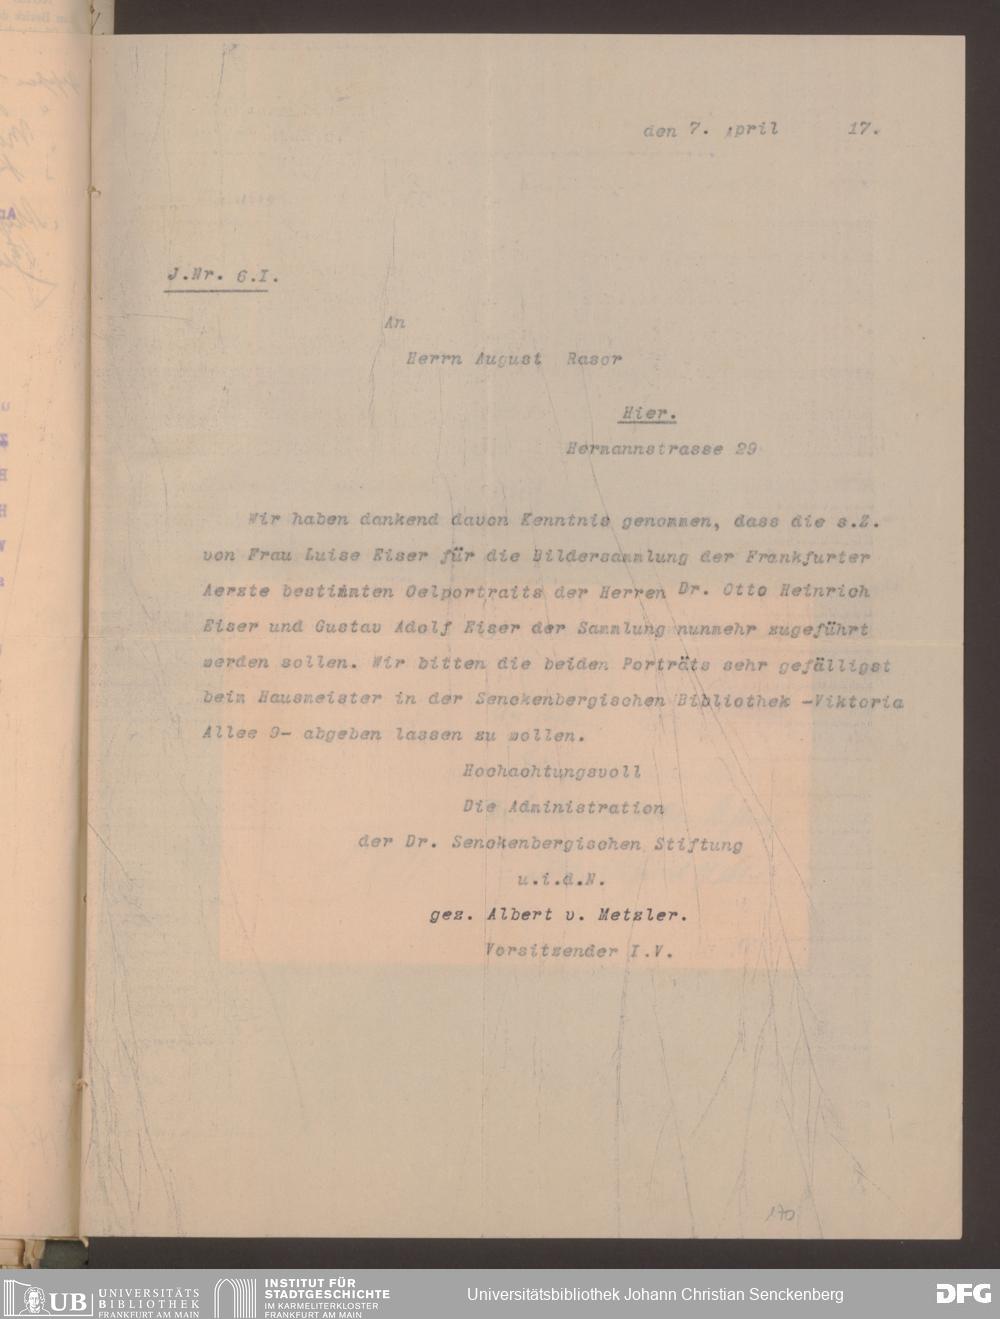 den 7. April 17.
J.Nr. 6.I.
An
Herrn August Rasor
Hier.
Hermannstrasse 29
Wir haben dankend davon Kenntnis genommen, dass die s.Z.
von Frau Luise Eiser für die Bildersammlung der Frankfurter
Aerzte bestimmten Oelportraits der Herren Dr. Otto Heinrich
Eiser und Gustav Adolf Eiser der Sammlung nunmehr zugeführt
werden sollen. Wir bitten die beiden Porträts sehr gefälligst
beim Hausmeister in der Senckenbergischen Bibliothek -Viktoria
Allee 9- abgeben lassen zu wollen.
Hochachtungsvoll
Die Administration
der Dr. Senckenbergischen Stiftung
u.i.d.N.
gez. Albert v. Metzler.
Vorsitzender I.V.
170
UB UNIVERSITÄTS
BIBLIOTHEK
FRANKFURT AM MAIN
INSTITUT FÜR
STADTGESCHICHTE
IM KARMELITERKLOSTER
FRANKFURT AM MAIN
Universitätsbibliothek Johann Christian Senckenberg
DFG